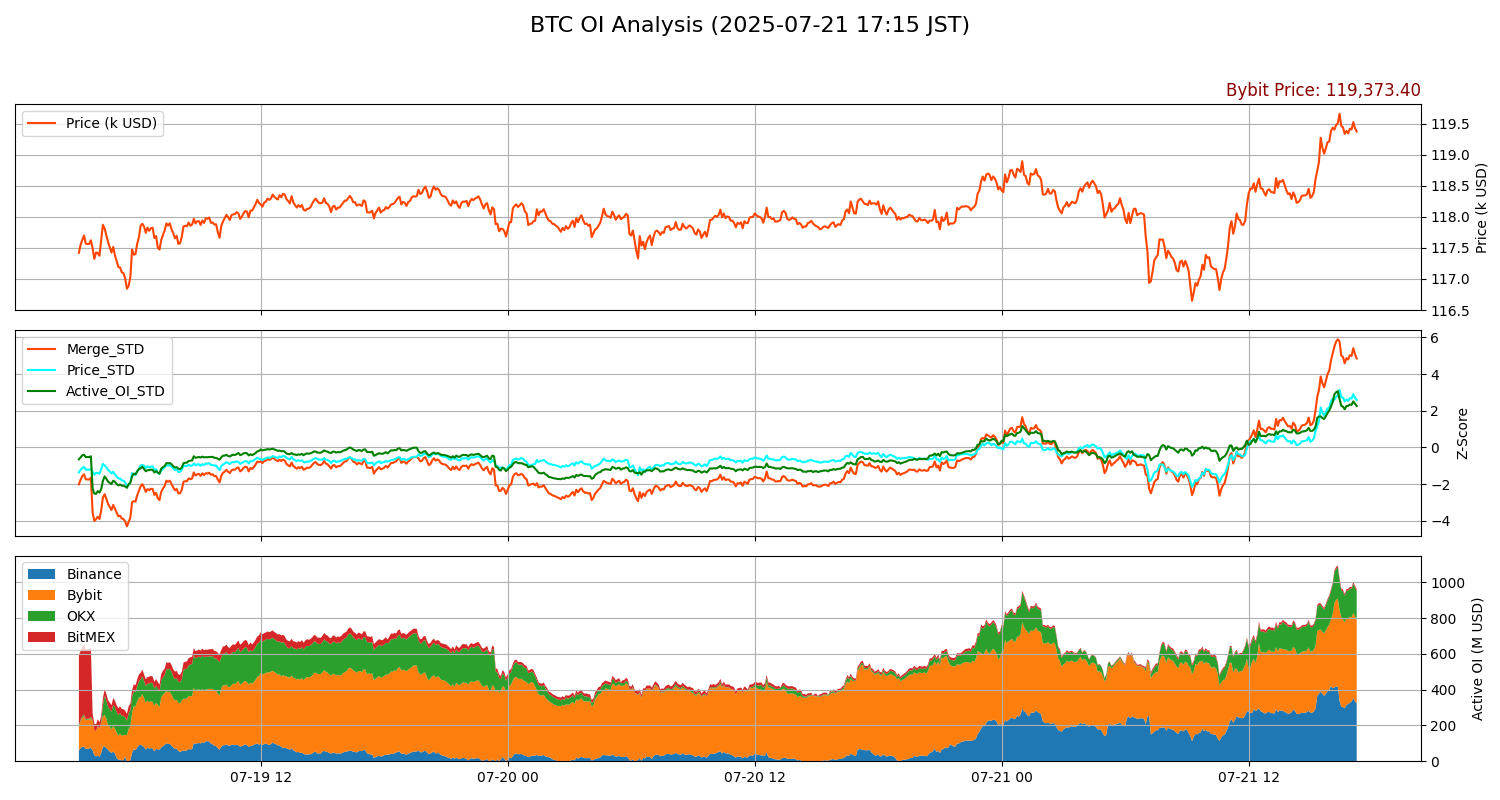 BTC OI Analysis (2025-07-21 17:15 JST)
Bybit Price: 119,373.40
Price (k USD)
119.5
119.0
118.5
118.0
117.5
117.0
116.5
Price (k USD)
Merge_STD
Price_STD
Active_OI_STD
6
4
2
0
−2
−4
Z-Score
Binance
Bybit
OKX
BitMEX
1000
800
600
400
200
0
Active OI (M USD)
07-19 12
07-20 00
07-20 12
07-21 00
07-21 12